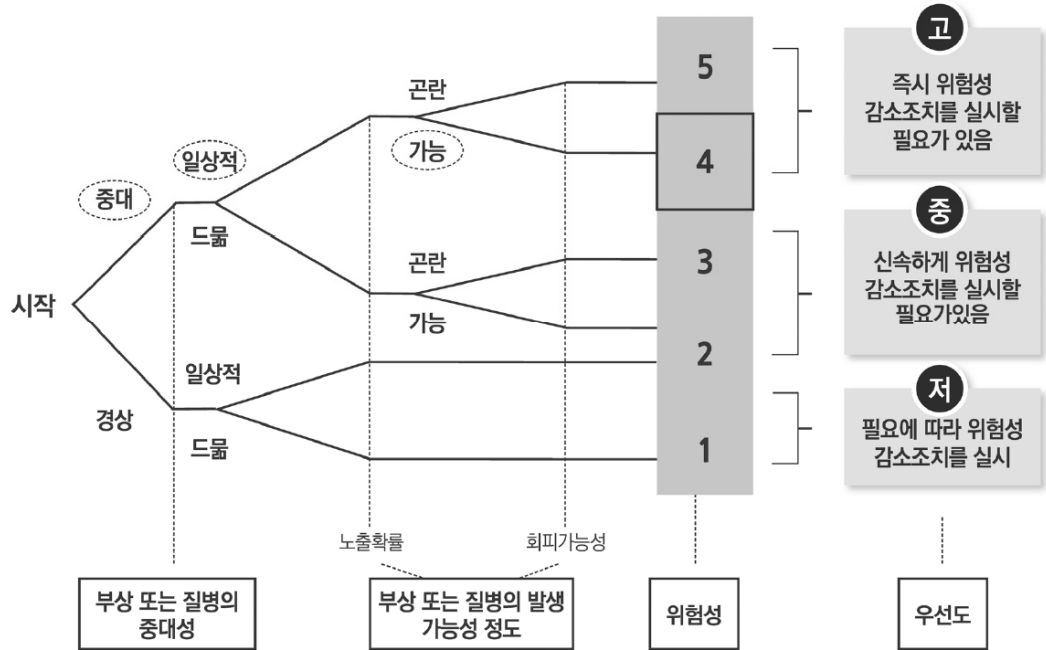 고
곤란
5
즉시 위험성
감소조치를 실시할
필요가 있음
일상적
가능
4
중대
드묾
중
곤란
3
신속하게 위험성
감소조치를 실시할
필요가있음
시작
가능
2
일상적
저
경상
드묾
1
필요에 따라 위험성
감소조치를 실시
노출확률
회피가능성
부상 또는 질병의
중대성
부상 또는 질병의 발생
가능성 정도
위험성
우선도